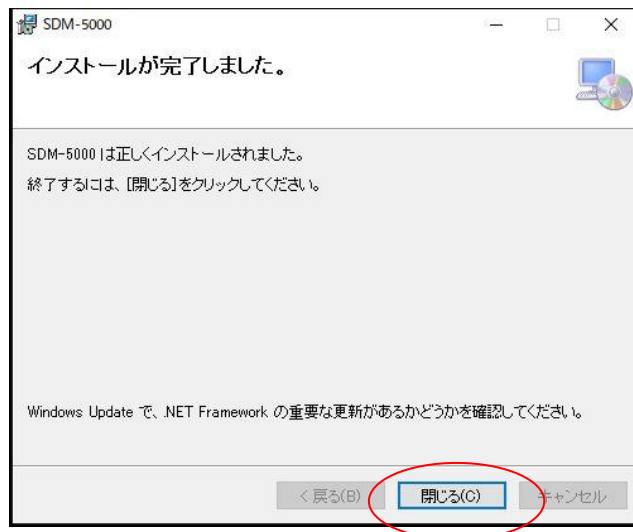 SDM-5000
インストールが完了しました。
SDM-5000 は正しくインストールされました。
終了するには、[閉じる]をクリックしてください。
Windows Update で、.NET Framework の重要な更新があるかどうかを確認してください。
< 戻る(B) 閉じる(C) キャンセル